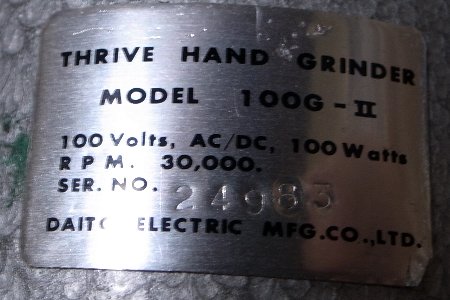 THRIVE HAND GRINDER
MODEL 100G-II
100 Volts, AC/DC, 100 Watts
R P M. 30,000.
SER. NO. 24983
DAITO ELECTRIC MFG.CO.,LTD.